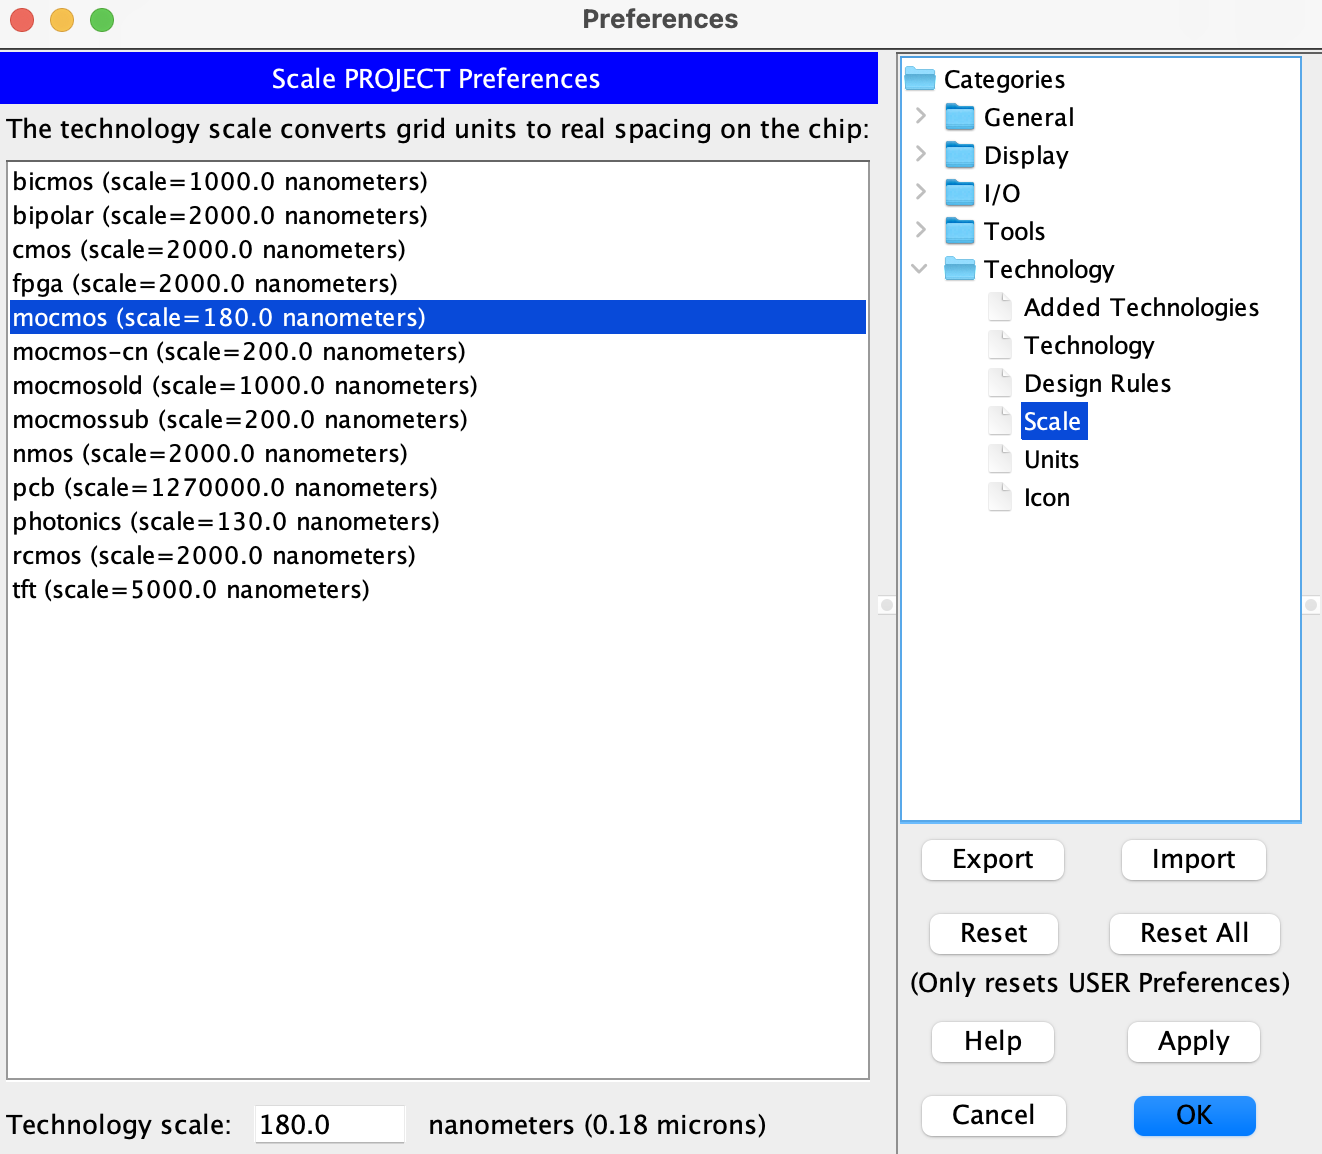 Preferences
Scale PROJECT Preferences
The technology scale converts grid units to real spacing on the chip:
bicmos (scale=1000.0 nanometers)
bipolar (scale=2000.0 nanometers)
cmos (scale=2000.0 nanometers)
fpga (scale=2000.0 nanometers)
mocmos (scale=180.0 nanometers)
mocmos-cn (scale=200.0 nanometers)
mocmosold (scale=1000.0 nanometers)
mocmossub (scale=200.0 nanometers)
nmos (scale=2000.0 nanometers)
pcb (scale=1270000.0 nanometers)
photonics (scale=130.0 nanometers)
rcmos (scale=2000.0 nanometers)
tft (scale=5000.0 nanometers)
Technology scale: 180.0 nanometers (0.18 microns)
Categories
General
Display
I/O
Tools
Technology
Added Technologies
Technology
Design Rules
Scale
Units
Icon
Export Import
Reset Reset All
(Only resets USER Preferences)
Help Apply
Cancel OK